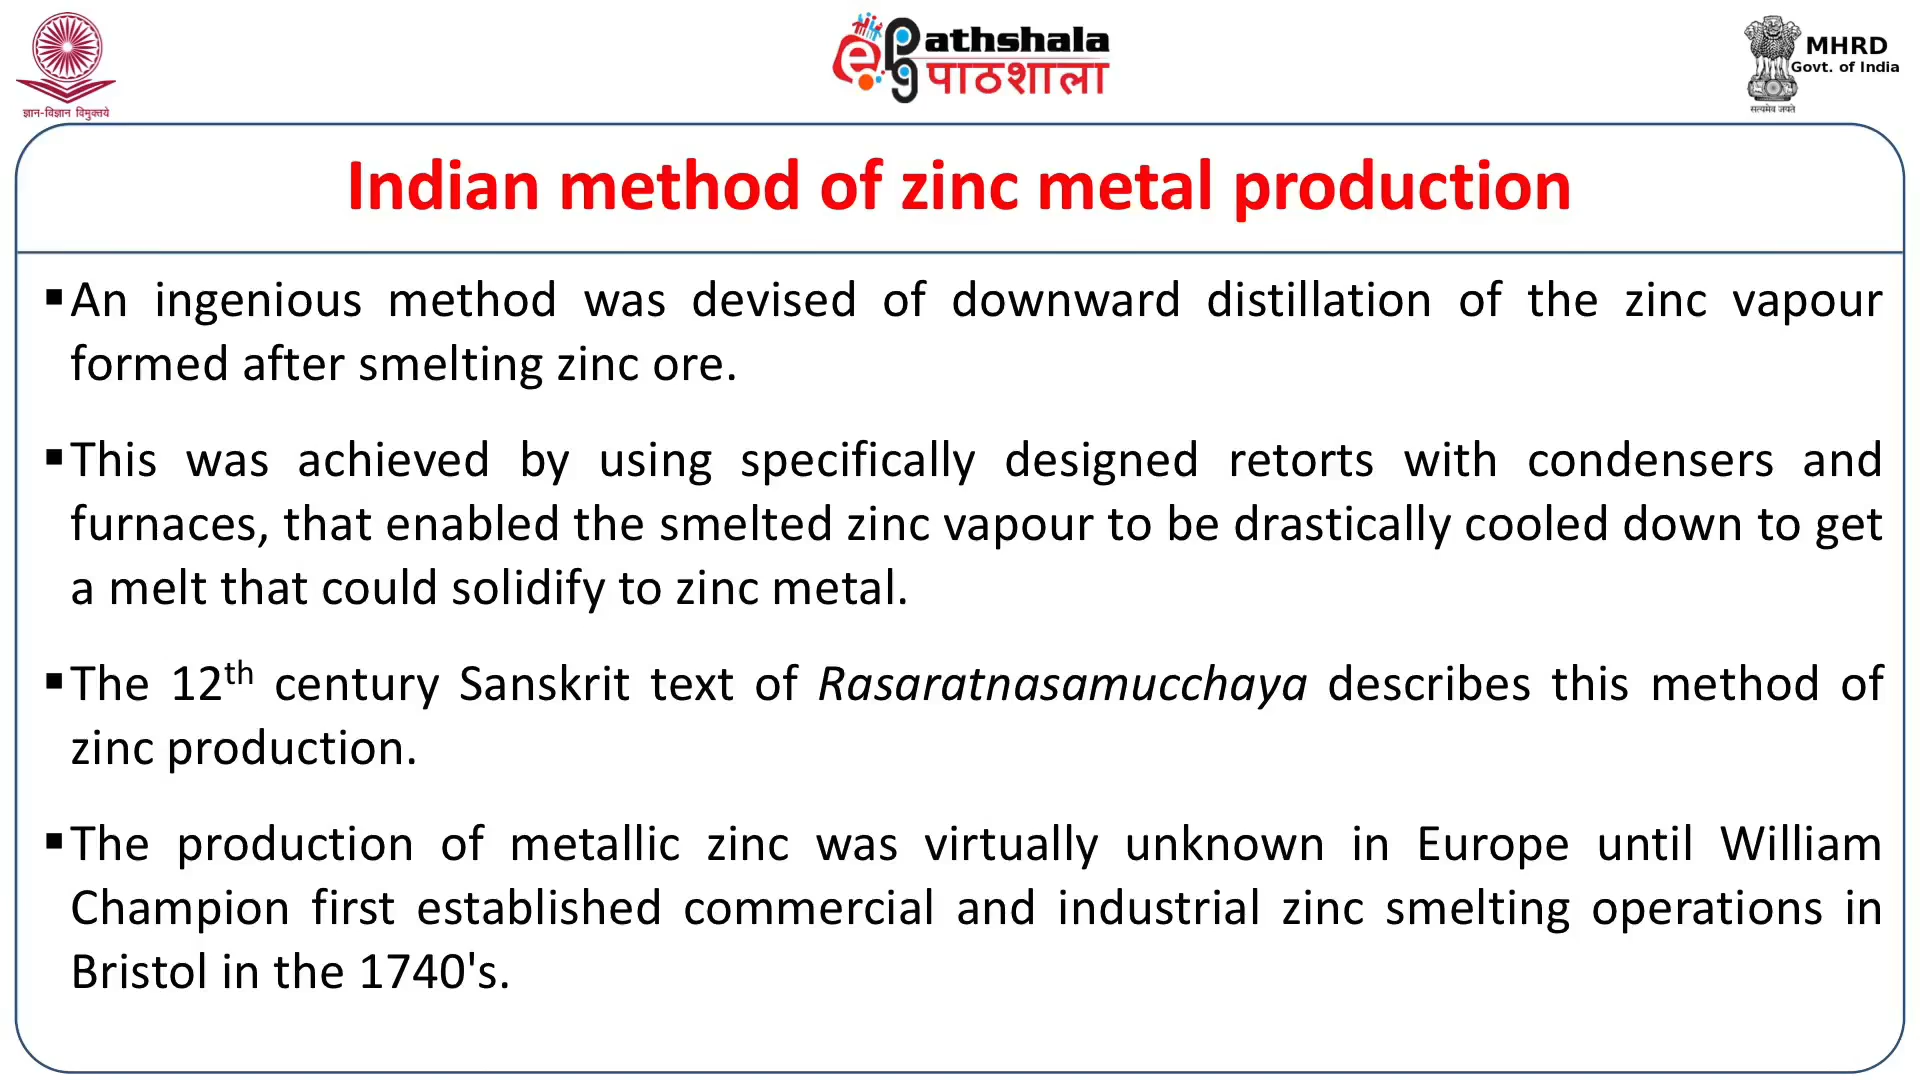 ज्ञान-विज्ञान विमुक्तये
e PG Pathshala
पाठशाला
MHRD
Govt. of India
सत्यमेव जयते
Indian method of zinc metal production
▪An ingenious method was devised of downward distillation of the zinc vapour
formed after smelting zinc ore.
▪This was achieved by using specifically designed retorts with condensers and
furnaces, that enabled the smelted zinc vapour to be drastically cooled down to get
a melt that could solidify to zinc metal.
▪The 12th century Sanskrit text of Rasaratnasamucchaya describes this method of
zinc production.
▪The production of metallic zinc was virtually unknown in Europe until William
Champion first established commercial and industrial zinc smelting operations in
Bristol in the 1740's.